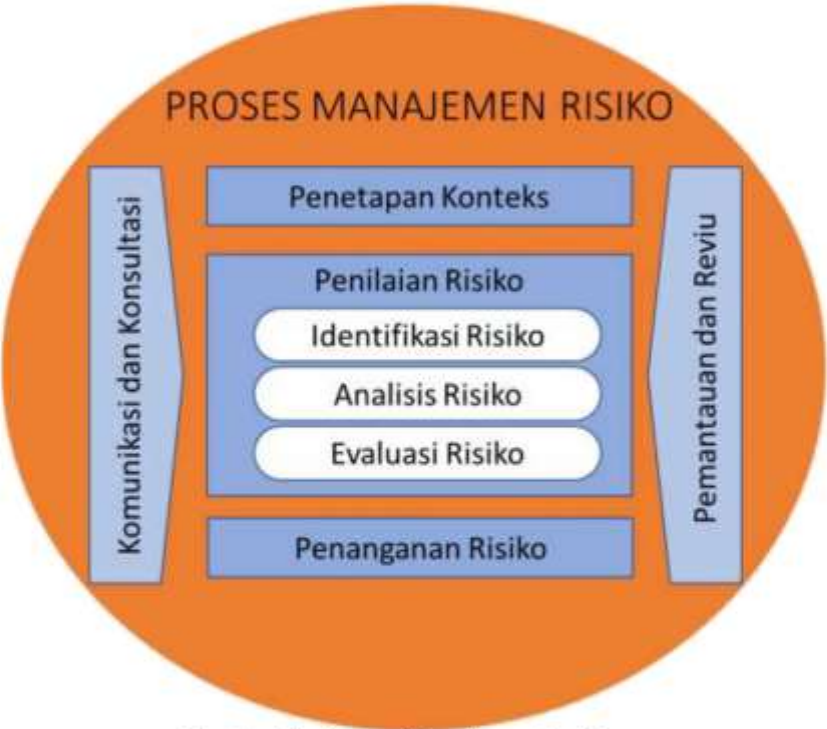 PROSES MANAJEMEN RISIKO
Komunikasi dan Konsultasi
Penetapan Konteks
Penilaian Risiko
Identifikasi Risiko
Analisis Risiko
Evaluasi Risiko
Penanganan Risiko
Pemantauan dan Reviu